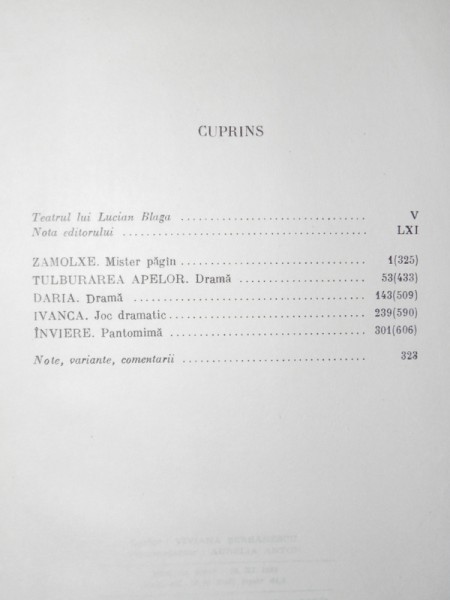 CUPRINS
Teatrul lui Lucian Blaga ................................ V
Nota editorului ........................................ LXI
ZAMOLXE. Mister păgîn ............................ 1(325)
TULBURAREA APELOR. Dramă ................... 53(433)
DARIA. Dramă .................................... 143(509)
IVANCA. Joc dramatic ............................ 239(590)
ÎNVIERE. Pantomimă ............................. 301(606)
Note, variante, comentarii ............................ 323